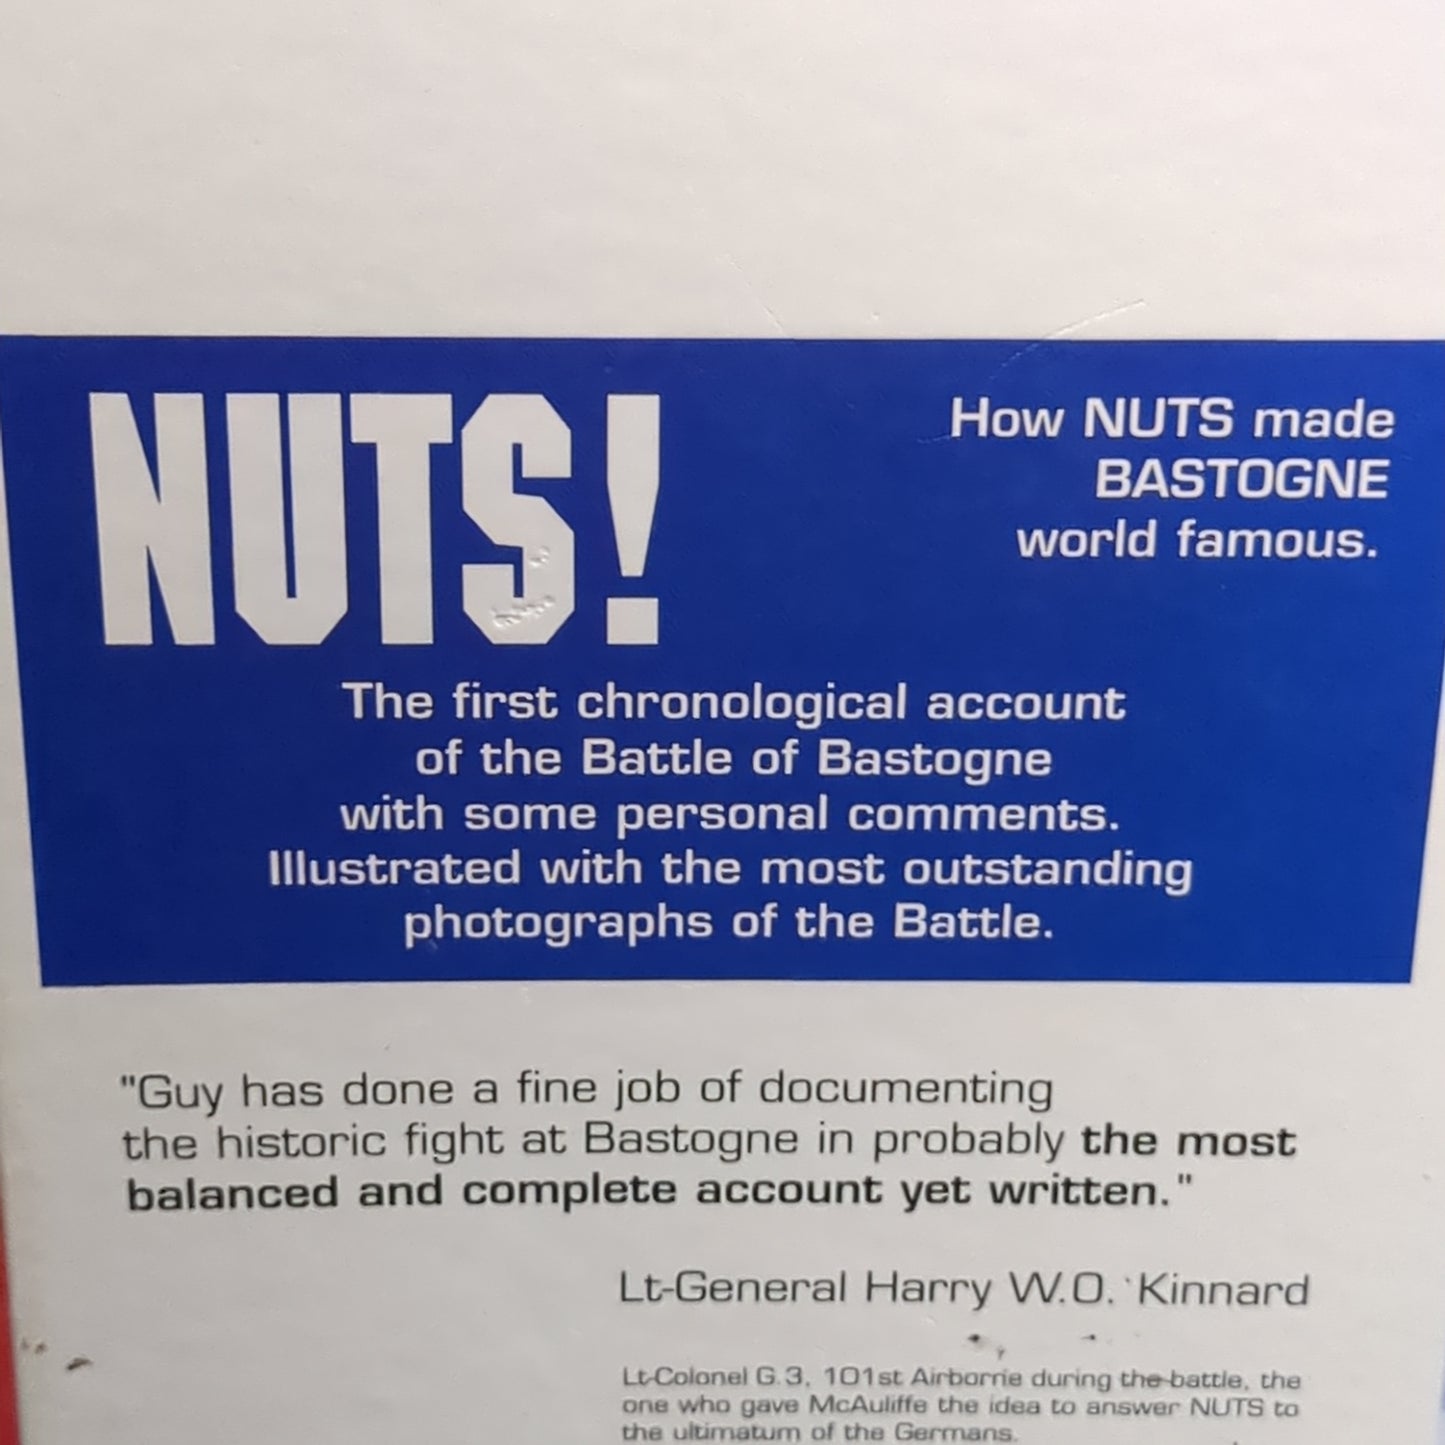 NUTS!
How NUTS made
BASTOGNE
world famous.
The first chronological account
of the Battle of Bastogne
with some personal comments.
Illustrated with the most outstanding
photographs of the Battle.
"Guy has done a fine job of documenting
the historic fight at Bastogne in probably the most
balanced and complete account yet written."
Lt-General Harry W.O. Kinnard
Lt-Colonel G.3, 101st Airborne during the battle, the
one who gave McAuliffe the idea to answer NUTS to
the ultimatum of the Germans.